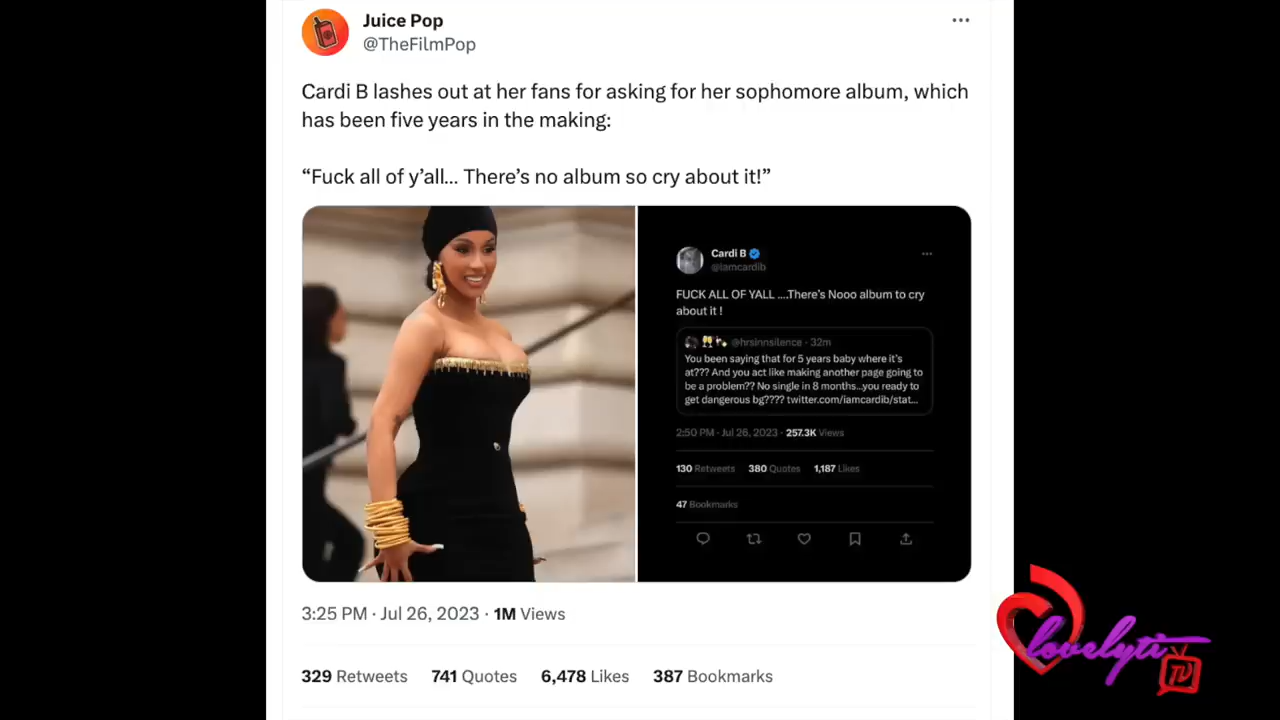 Juice Pop
@TheFilmPop
Cardi B lashes out at her fans for asking for her sophomore album, which
has been five years in the making:
“Fuck all of y’all... There’s no album so cry about it!”
Cardi B
@iamcardib
FUCK ALL OF YALL ....There's Nooo album to cry
about it !
@hrsinnsilence · 32m
You been saying that for 5 years baby where it's
at??? And you act like making another page going to
be a problem?? No single in 8 months...you ready to
get dangerous bg???? twitter.com/iamcardib/stat...
2:50 PM · Jul 26, 2023 · 257.3K Views
130 Retweets 380 Quotes 1,187 Likes
47 Bookmarks
3:25 PM · Jul 26, 2023 · 1M Views
329 Retweets 741 Quotes 6,478 Likes 387 Bookmarks
lovelyti
TV